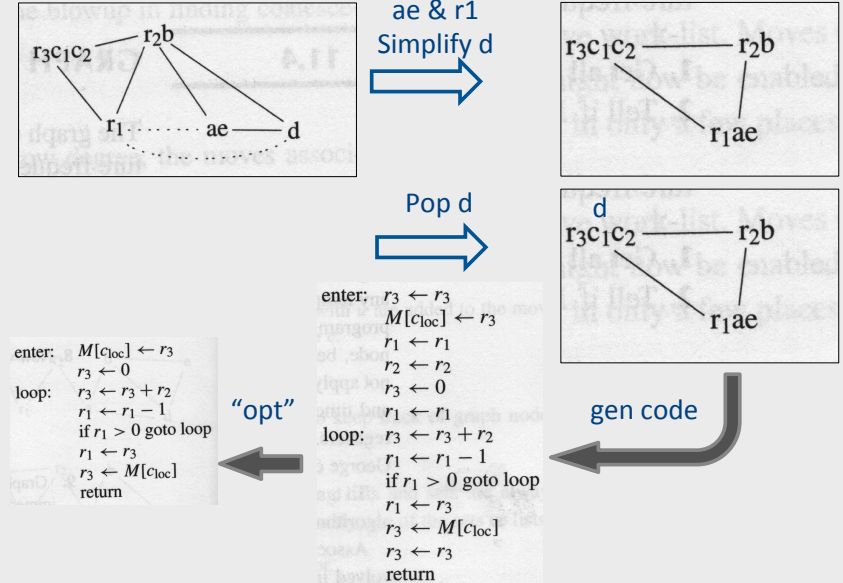 ae & r1
Simplify d
r3c1c2
r2b
r1
ae
d
r3c1c2
r2b
r1ae
Pop d
d
r3c1c2
r2b
r1ae
enter: r3 ← r3
M[cloc] ← r3
r1 ← r1
r2 ← r2
r3 ← 0
r1 ← r1
loop: r3 ← r3 + r2
r1 ← r1 − 1
if r1 > 0 goto loop
r1 ← r3
r3 ← M[cloc]
r3 ← r3
return
gen code
"opt"
enter: M[cloc] ← r3
r3 ← 0
loop: r3 ← r3 + r2
r1 ← r1 − 1
if r1 > 0 goto loop
r1 ← r3
r3 ← M[cloc]
return